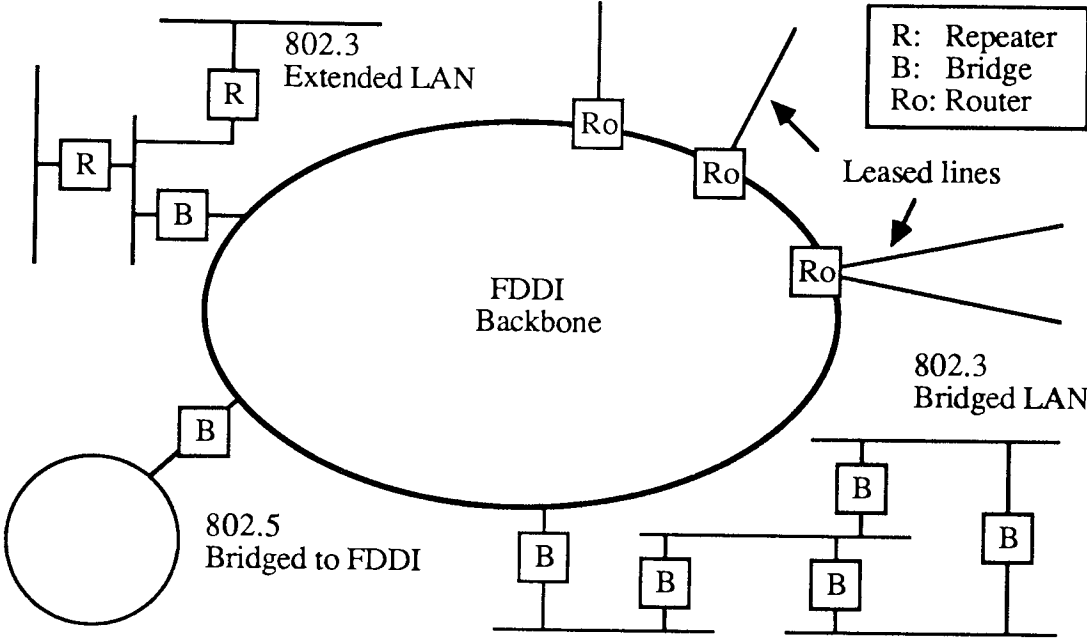 802.3
Extended LAN
R
R
B
Ro
Ro
Ro
R: Repeater
B: Bridge
Ro: Router
Leased lines
FDDI
Backbone
802.3
Bridged LAN
B
802.5
Bridged to FDDI
B
B
B
B
B